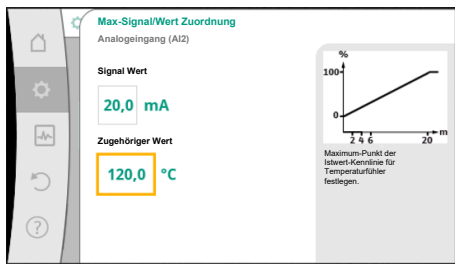 Max-Signal/Wert Zuordnung
Analogeingang (AI2)
Signal Wert
20,0 mA
Zugehöriger Wert
120,0 °C
%
100
0
2 4 6 20
m
Maximum-Punkt der
Istwert-Kennlinie für
Temperaturfühler
festlegen.
?